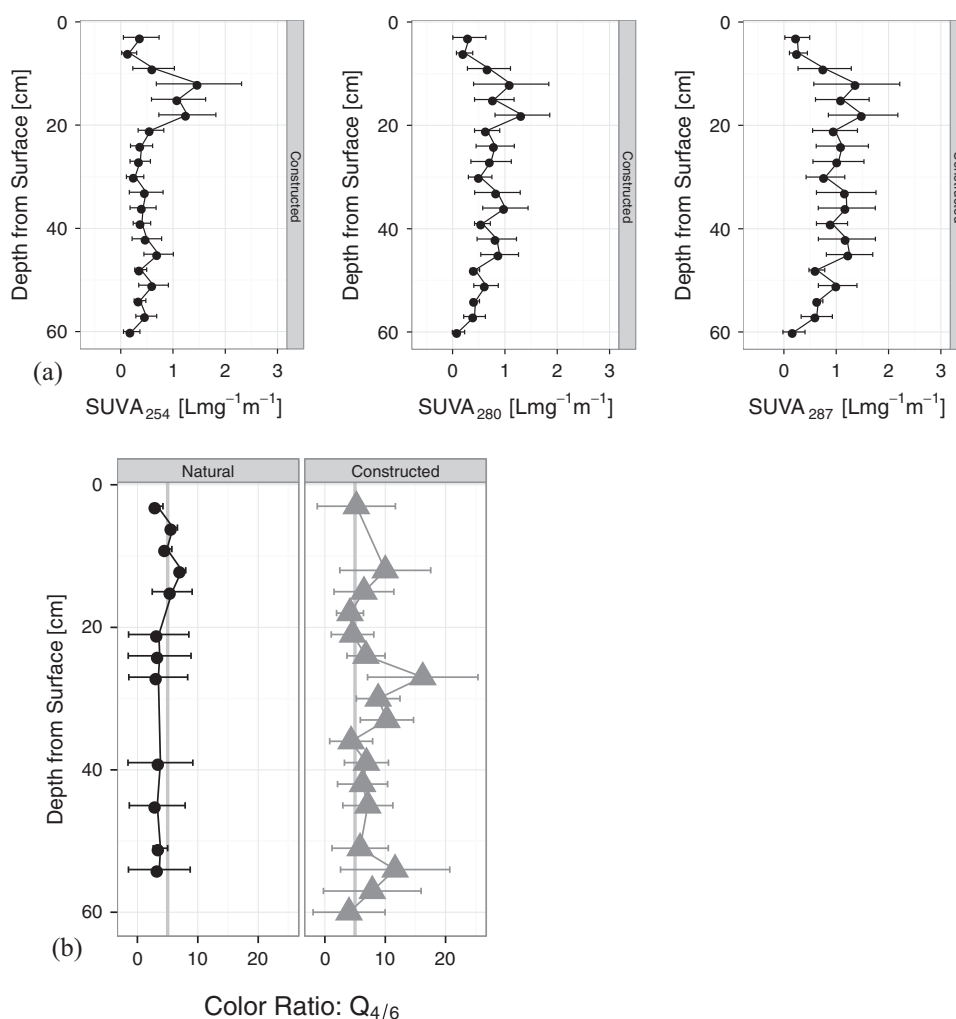 0
20
40
60
Depth from Surface [cm]
Constructed
0 1 2 3
SUVA254 [Lmg−1m−1]
0
20
40
60
Depth from Surface [cm]
Constructed
0 1 2 3
SUVA280 [Lmg−1m−1]
0
20
40
60
Depth from Surface [cm]
0 1 2 3
SUVA287 [Lmg−1m−1]
(a)
Natural Constructed
0
20
40
60
Depth from Surface [cm]
0 10 20 0 10 20
(b)
Color Ratio: Q4/6